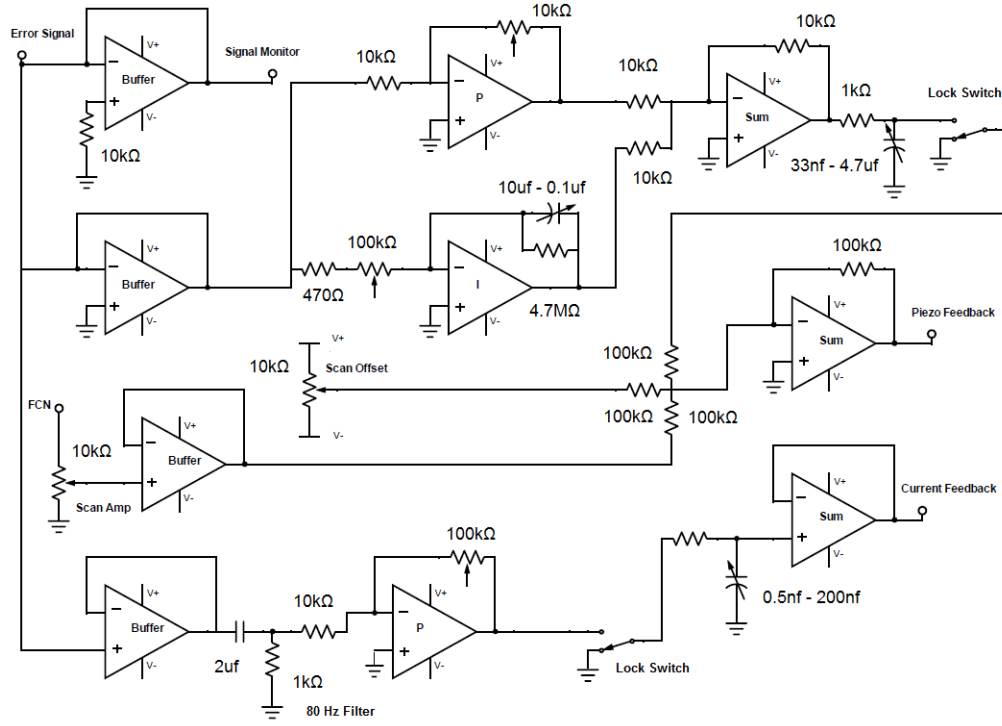 Error Signal
V+
Buffer
V-
10kΩ
Signal Monitor
10kΩ
10kΩ
V+
P
V-
10kΩ
10kΩ
10kΩ
V+
Sum
V-
1kΩ
33nf - 4.7uf
Lock Switch
V+
Buffer
V-
470Ω
100kΩ
10uf - 0.1uf
V+
I
V-
4.7MΩ
100kΩ
V+
Sum
V-
Piezo Feedback
10kΩ
V+
Scan Offset
V-
100kΩ
100kΩ
100kΩ
FCN
10kΩ
Scan Amp
V+
Buffer
V-
V+
Sum
V-
Current Feedback
0.5nf - 200nf
V+
Buffer
V-
2uf
1kΩ
80 Hz Filter
10kΩ
100kΩ
V+
P
V-
Lock Switch